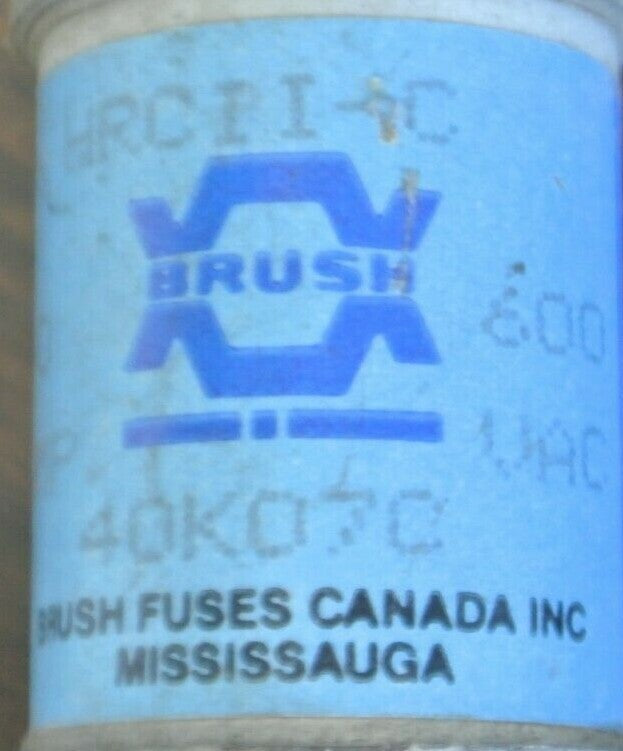 HRCII-C
BRUSH
600
VAC
40K07C
BRUSH FUSES CANADA INC
MISSISSAUGA